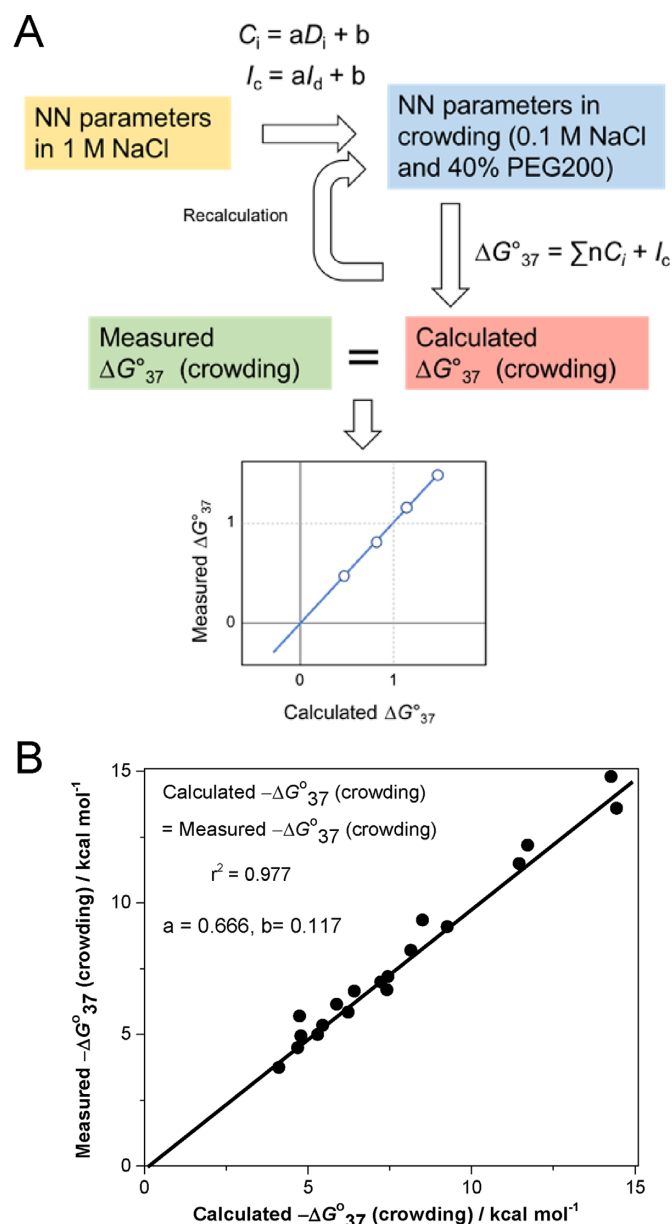 A
Cᵢ = aDᵢ + b
I꜀ = aI_d + b
NN parameters
in 1 M NaCl
NN parameters in
crowding (0.1 M NaCl
and 40% PEG200)
Recalculation
ΔG°₃₇ = ∑nCᵢ + I꜀
Measured
ΔG°₃₇ (crowding)
=
Calculated
ΔG°₃₇ (crowding)
Measured ΔG°₃₇
1
0
0
1
Calculated ΔG°₃₇
B
Measured –ΔG°₃₇ (crowding) / kcal mol⁻¹
15
10
5
0
Calculated –ΔG°₃₇ (crowding)
= Measured –ΔG°₃₇ (crowding)
r² = 0.977
a = 0.666, b= 0.117
0
5
10
15
Calculated –ΔG°₃₇ (crowding) / kcal mol⁻¹